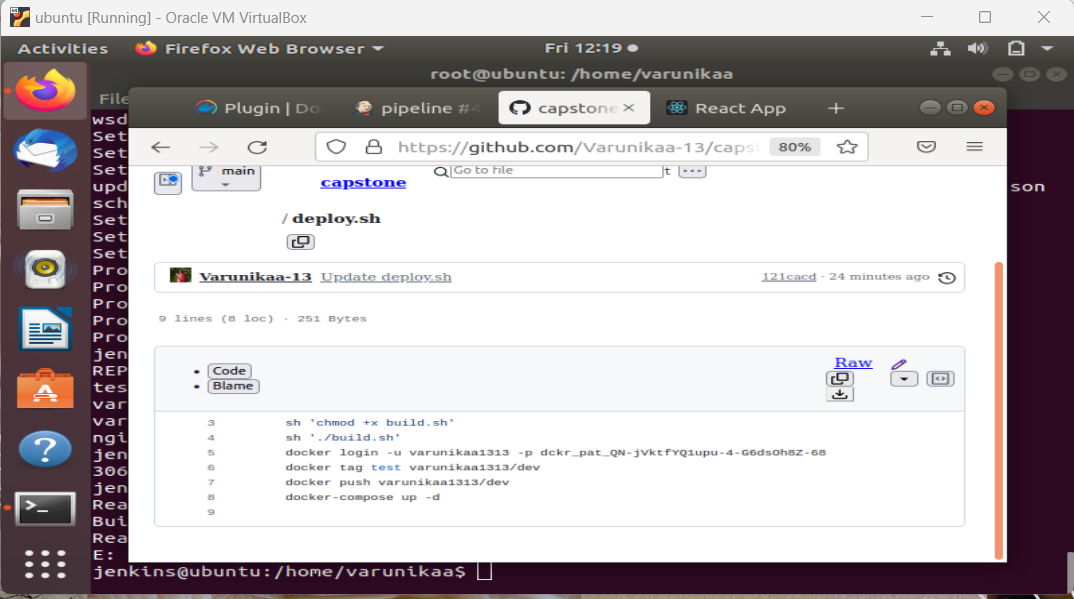 ubuntu [Running] - Oracle VM VirtualBox
Activities Firefox Web Browser Fri 12:19
root@ubuntu: /home/varunikaa
File
Plugin | Do pipeline #4 capstone React App
https://github.com/Varunikaa-13/caps 80%
main
capstone
Go to file
t
/ deploy.sh
Varunikaa-13 Update deploy.sh 121cacd · 24 minutes ago
9 lines (8 loc) · 251 Bytes
Code
Blame
Raw
3 sh 'chmod +x build.sh'
4 sh './build.sh'
5 docker login -u varunikaa1313 -p dckr_pat_QN-jVktfYQ1upu-4-G6dsOh8Z-68
6 docker tag test varunikaa1313/dev
7 docker push varunikaa1313/dev
8 docker-compose up -d
9
wsd
Set
Set
Set
upd son
sch
Set
Set
Set
Pro
Pro
Pro
Pro
Pro
jen
REP
tes
var
var
ngi
jen
306
jen
Rea
Bui
Rea
E:
jenkins@ubuntu:/home/varunikaa$